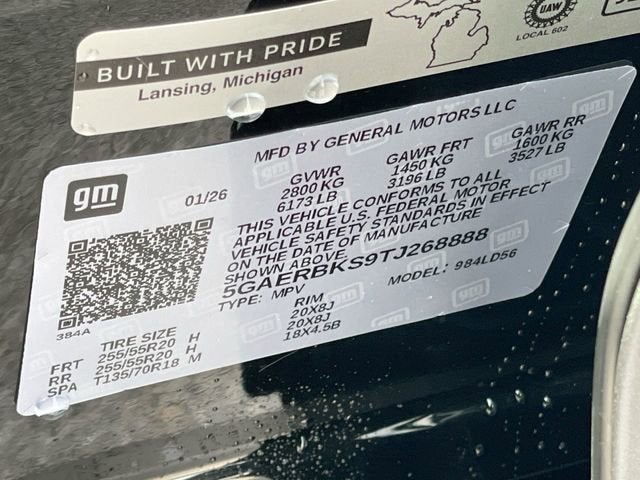 BUILT WITH PRIDE
Lansing, Michigan
UAW
LOCAL 602
gm
01/26
MFD BY GENERAL MOTORS LLC
GVWR GAWR FRT GAWR RR
2800 KG 1450 KG 1600 KG
6173 LB 3196 LB 3527 LB
THIS VEHICLE CONFORMS TO ALL
APPLICABLE U.S. FEDERAL MOTOR
VEHICLE SAFETY STANDARDS IN EFFECT
ON THE DATE OF MANUFACTURE
SHOWN ABOVE.
5GAERBKS9TJ268888
TYPE: MPV MODEL: 984LD56
384A
TIRE SIZE RIM
FRT 255/55R20 H 20X8J
RR 255/55R20 H 20X8J
SPA T135/70R18 M 18X4.5B